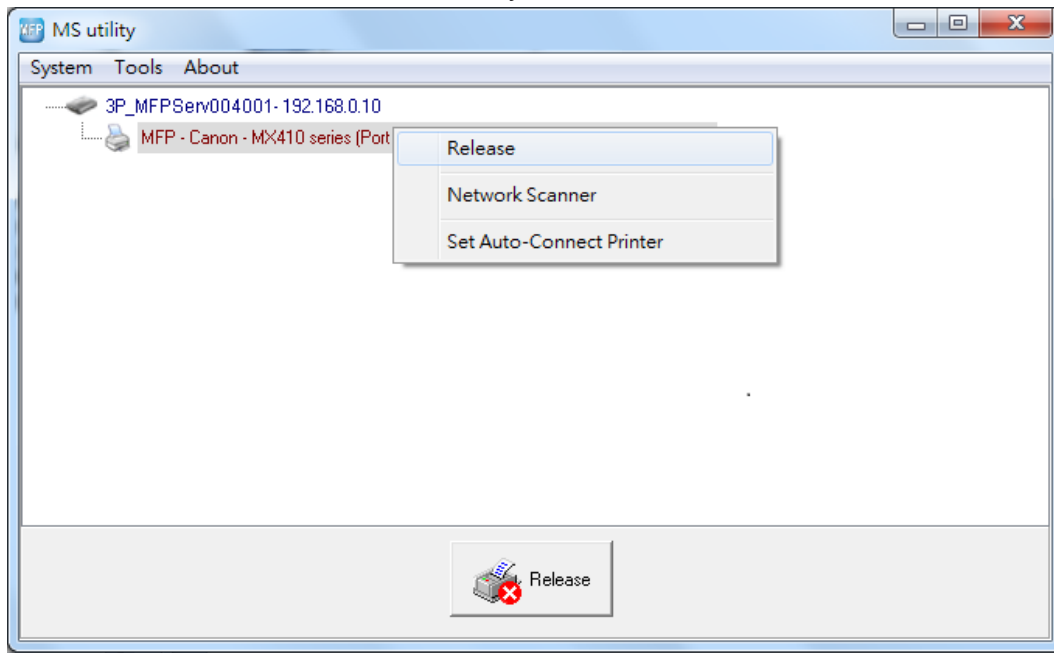 MS utility
System Tools About
3P_MFPServ004001- 192.168.0.10
MFP - Canon - MX410 series (Port
Release
Network Scanner
Set Auto-Connect Printer
Release